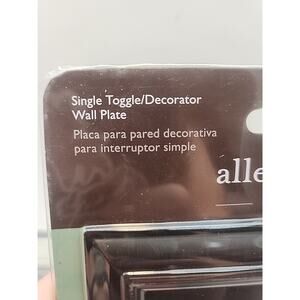 Single Toggle/Decorator
Wall Plate
Placa para pared decorativa
para interruptor simple
alle